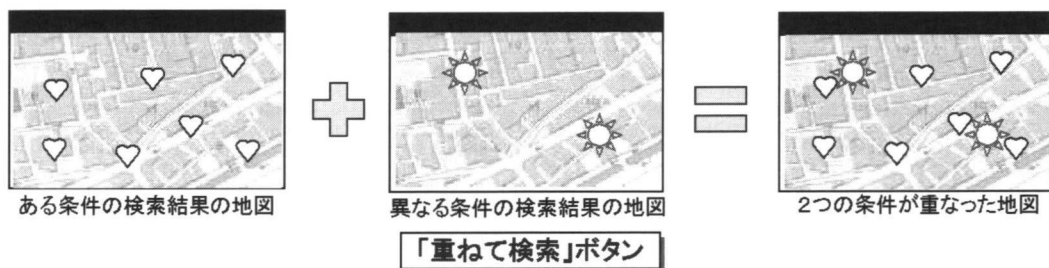 ある条件の検索結果の地図
異なる条件の検索結果の地図
2つの条件が重なった地図
「重ねて検索」ボタン